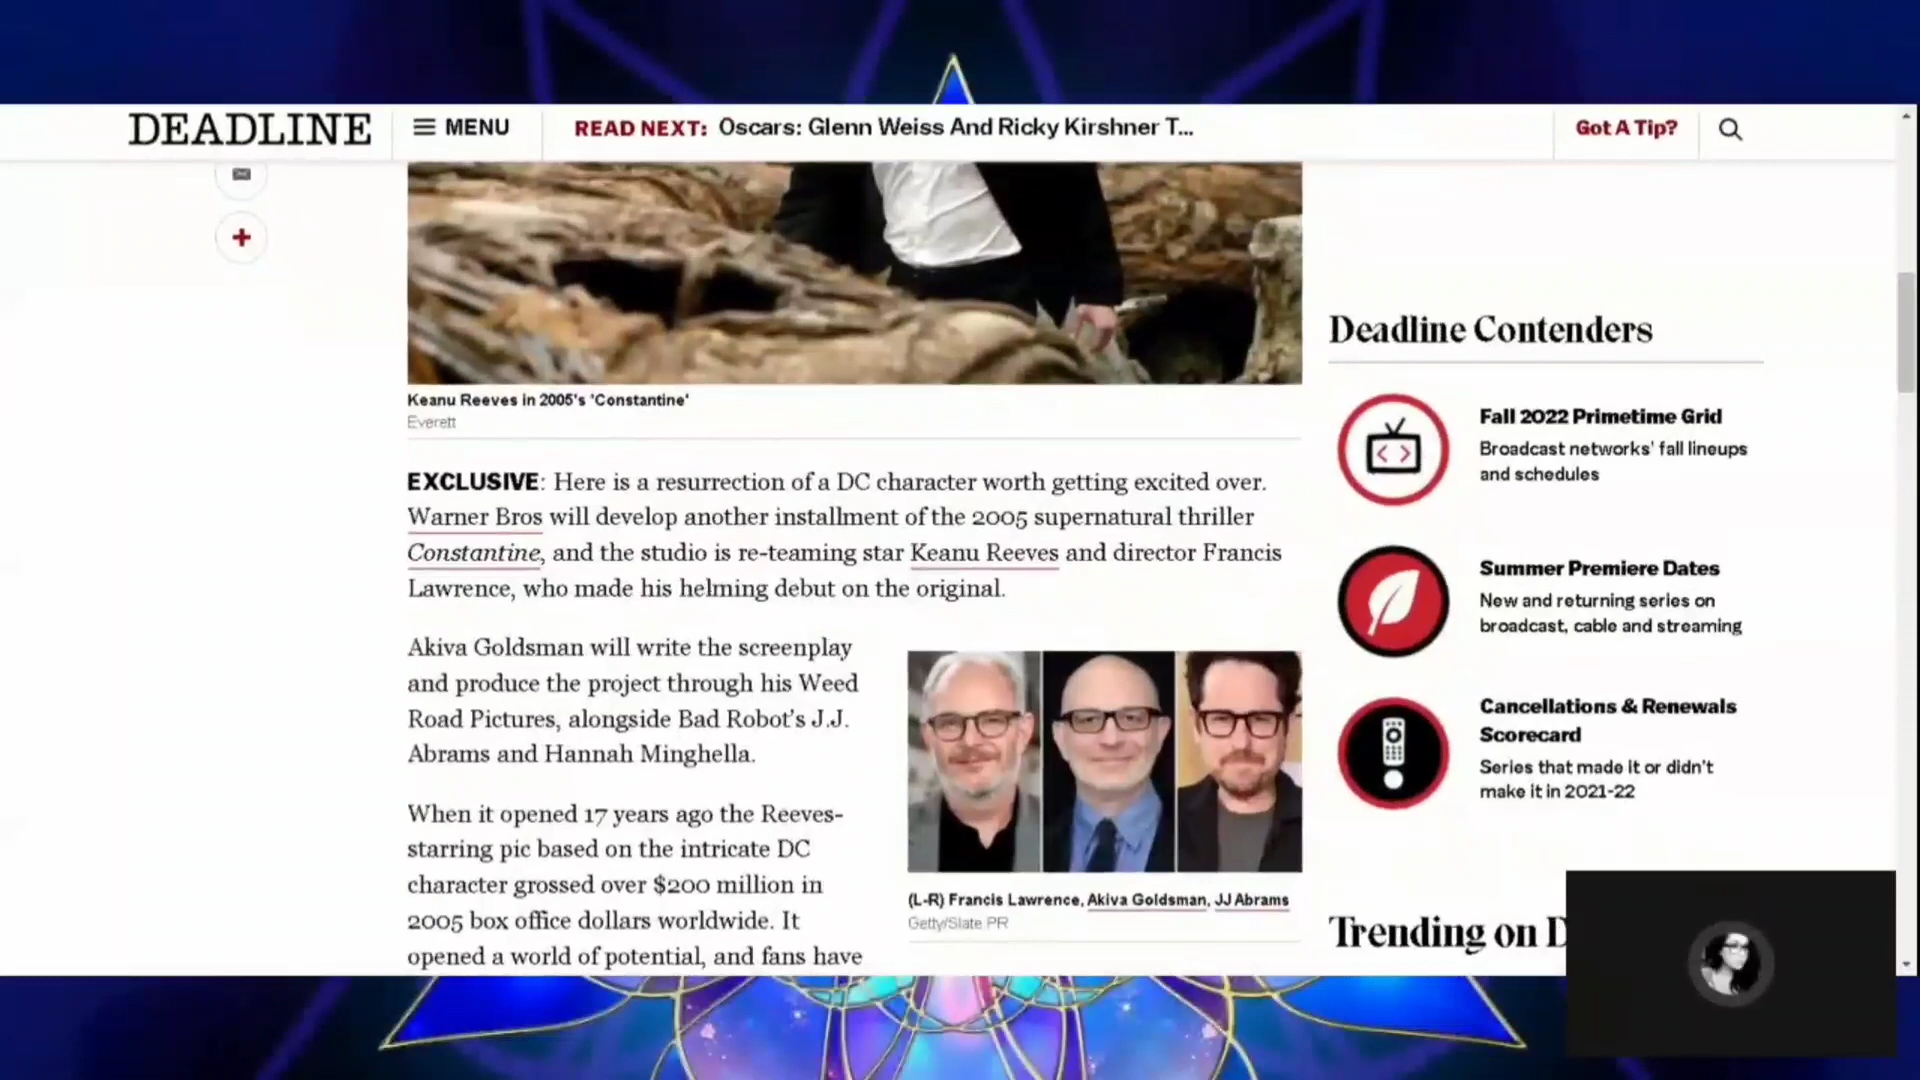 DEADLINE
MENU
READ NEXT: Oscars: Glenn Weiss And Ricky Kirshner T...
Got A Tip?
Keanu Reeves in 2005's 'Constantine'
Everett
EXCLUSIVE: Here is a resurrection of a DC character worth getting excited over.
Warner Bros will develop another installment of the 2005 supernatural thriller
Constantine, and the studio is re-teaming star Keanu Reeves and director Francis
Lawrence, who made his helming debut on the original.
Akiva Goldsman will write the screenplay
and produce the project through his Weed
Road Pictures, alongside Bad Robot's J.J.
Abrams and Hannah Minghella.
When it opened 17 years ago the Reeves-
starring pic based on the intricate DC
character grossed over $200 million in
2005 box office dollars worldwide. It
opened a world of potential, and fans have
(L-R) Francis Lawrence, Akiva Goldsman, JJ Abrams
Getty/Slate PR
Deadline Contenders
Fall 2022 Primetime Grid
Broadcast networks' fall lineups
and schedules
Summer Premiere Dates
New and returning series on
broadcast, cable and streaming
Cancellations & Renewals
Scorecard
Series that made it or didn't
make it in 2021-22
Trending on D